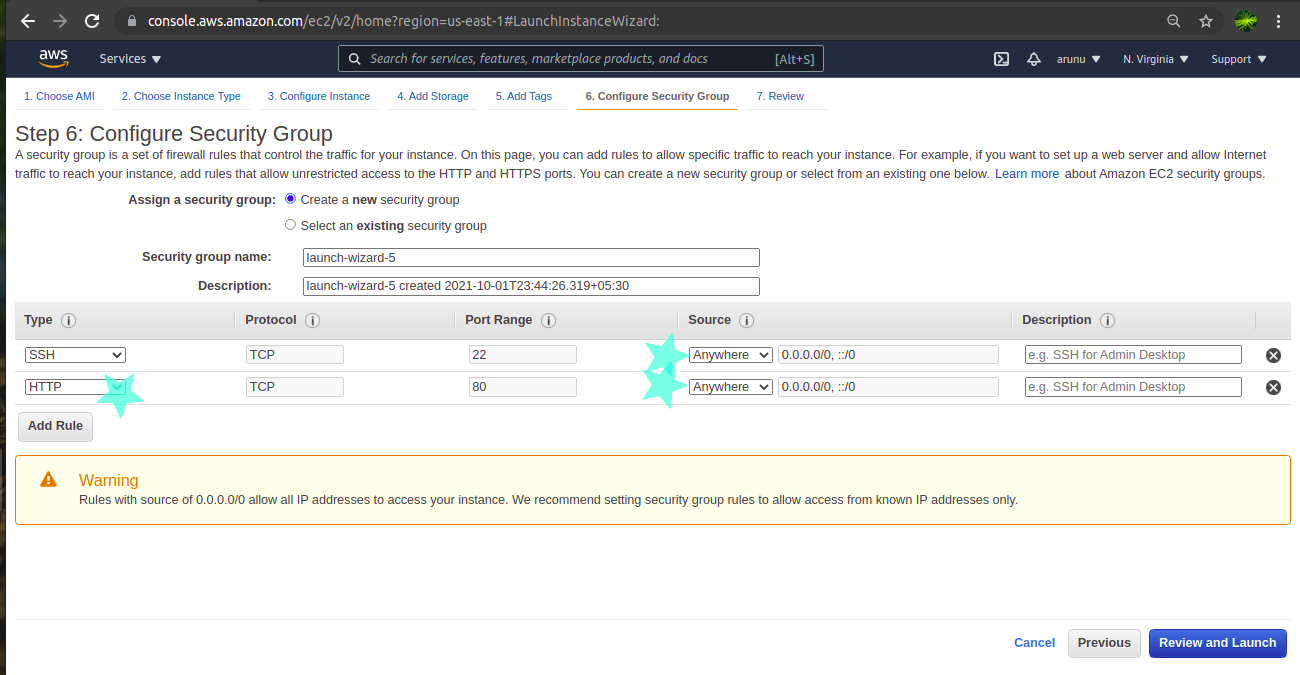 console.aws.amazon.com/ec2/v2/home?region=us-east-1#LaunchInstanceWizard:
aws Services Search for services, features, marketplace products, and docs [Alt+S] arunu N. Virginia Support
1. Choose AMI 2. Choose Instance Type 3. Configure Instance 4. Add Storage 5. Add Tags 6. Configure Security Group 7. Review
Step 6: Configure Security Group
A security group is a set of firewall rules that control the traffic for your instance. On this page, you can add rules to allow specific traffic to reach your instance. For example, if you want to set up a web server and allow Internet
traffic to reach your instance, add rules that allow unrestricted access to the HTTP and HTTPS ports. You can create a new security group or select from an existing one below. Learn more about Amazon EC2 security groups.
Assign a security group: Create a new security group
Select an existing security group
Security group name: launch-wizard-5
Description: launch-wizard-5 created 2021-10-01T23:44:26.319+05:30
Type i Protocol i Port Range i Source i Description i
SSH TCP 22 Anywhere 0.0.0.0/0, ::/0 e.g. SSH for Admin Desktop
HTTP TCP 80 Anywhere 0.0.0.0/0, ::/0 e.g. SSH for Admin Desktop
Add Rule
Warning
Rules with source of 0.0.0.0/0 allow all IP addresses to access your instance. We recommend setting security group rules to allow access from known IP addresses only.
Cancel Previous Review and Launch